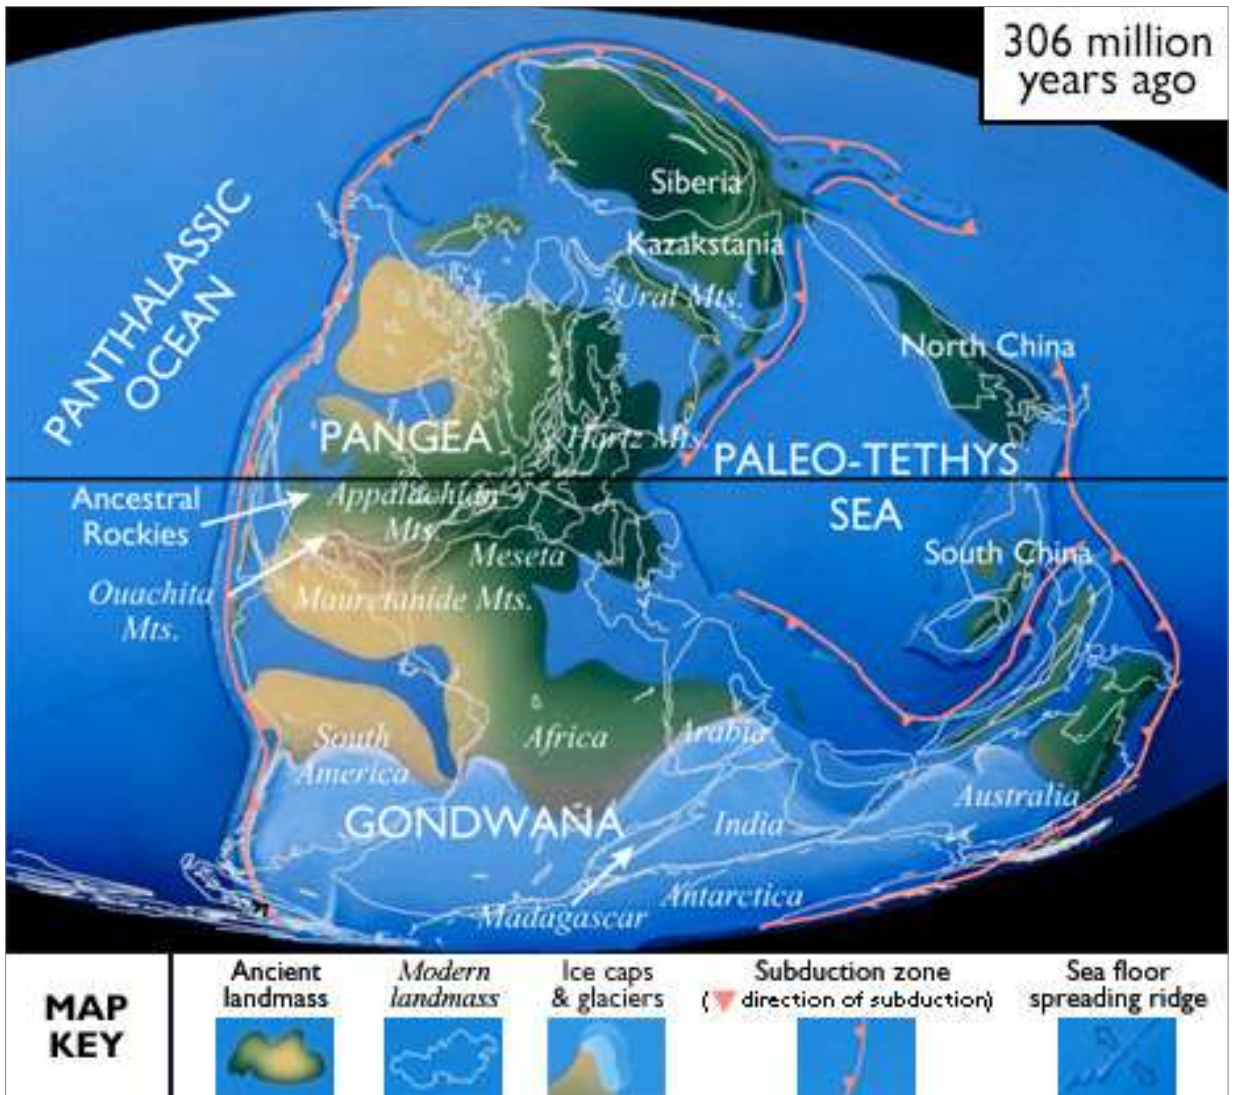 306 million
years ago
PANTHALASSIC
OCEAN
Siberia
Kazakstania
Ural Mts.
North China
PANGEA
Hartz Mts.
PALEO-TETHYS
SEA
Ancestral
Rockies
Appalachian
Mts.
Meseta
South China
Ouachita
Mts.
Mauretanide Mts.
South
America
Africa
Arabia
GONDWANA
India
Australia
Madagascar
Antarctica
MAP
KEY
Ancient
landmass
Modern
landmass
Ice caps
& glaciers
Subduction zone
(▼ direction of subduction)
Sea floor
spreading ridge